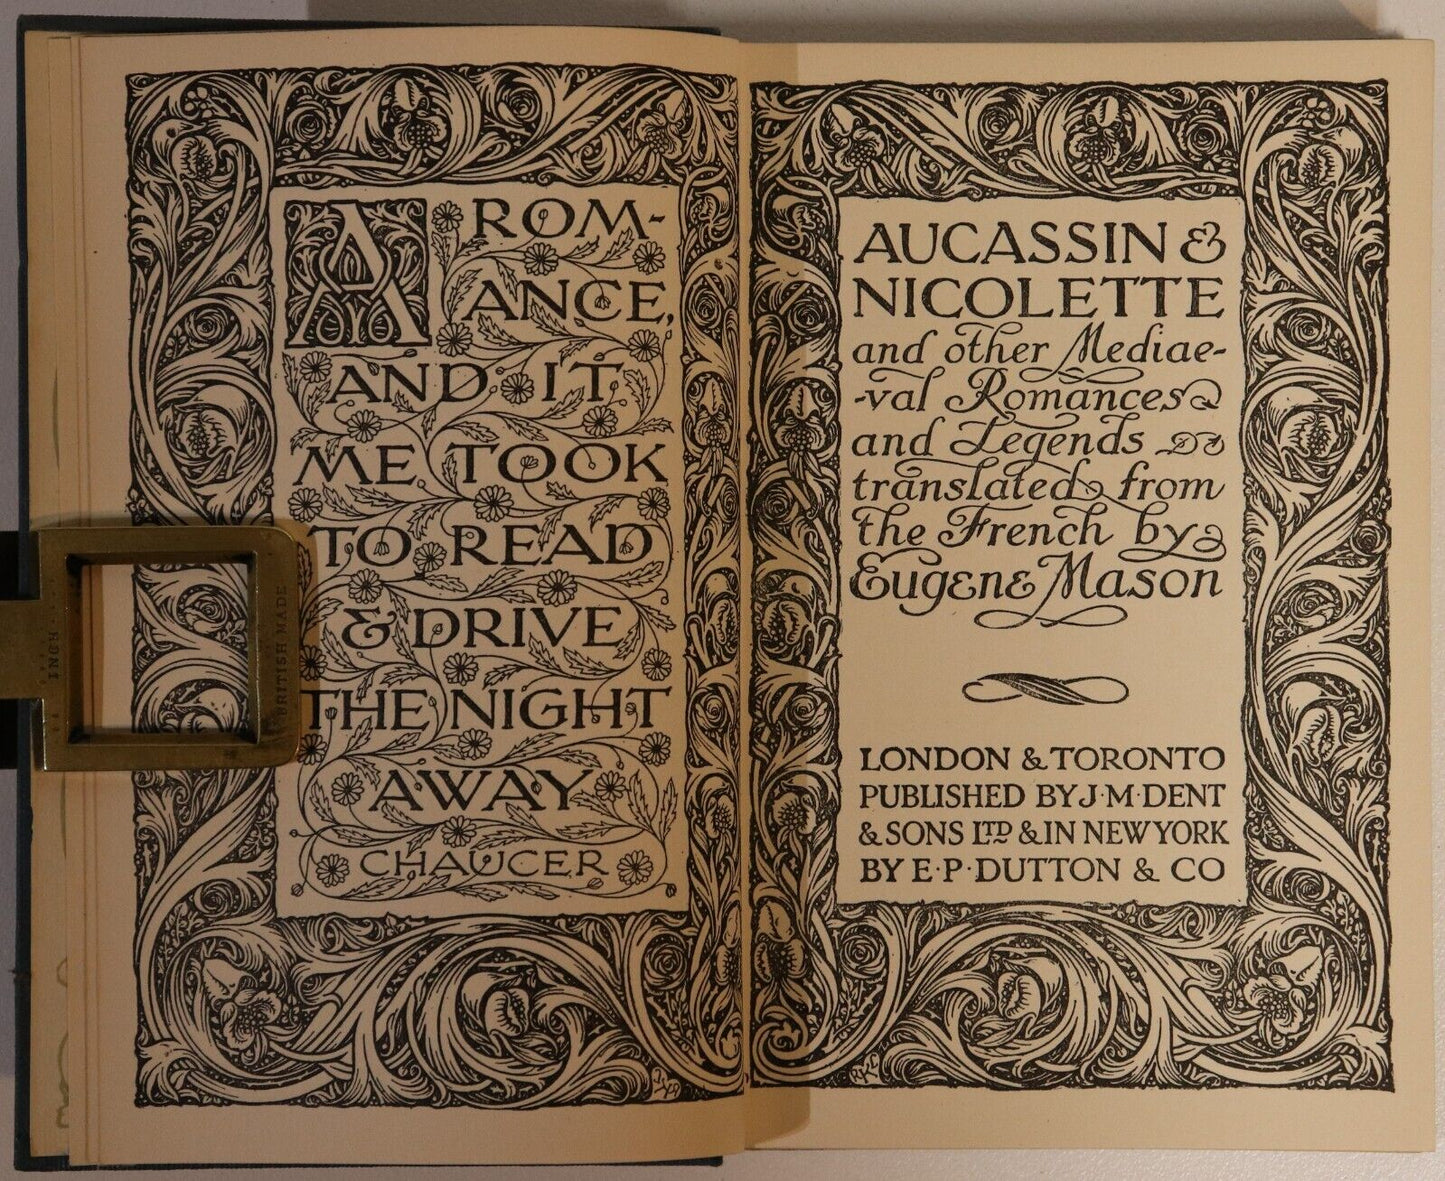 A ROM-
ANCE,
AND IT
ME TOOK
TO READ
& DRIVE
THE NIGHT
AWAY
CHAUCER
BRITISH MADE
AUCASSIN &
NICOLETTE
and other Mediae-
-val Romances
and Legends
translated from
the French by
Eugene Mason
LONDON & TORONTO
PUBLISHED BY J·M·DENT
& SONS LTD & IN NEW YORK
BY E·P·DUTTON & CO